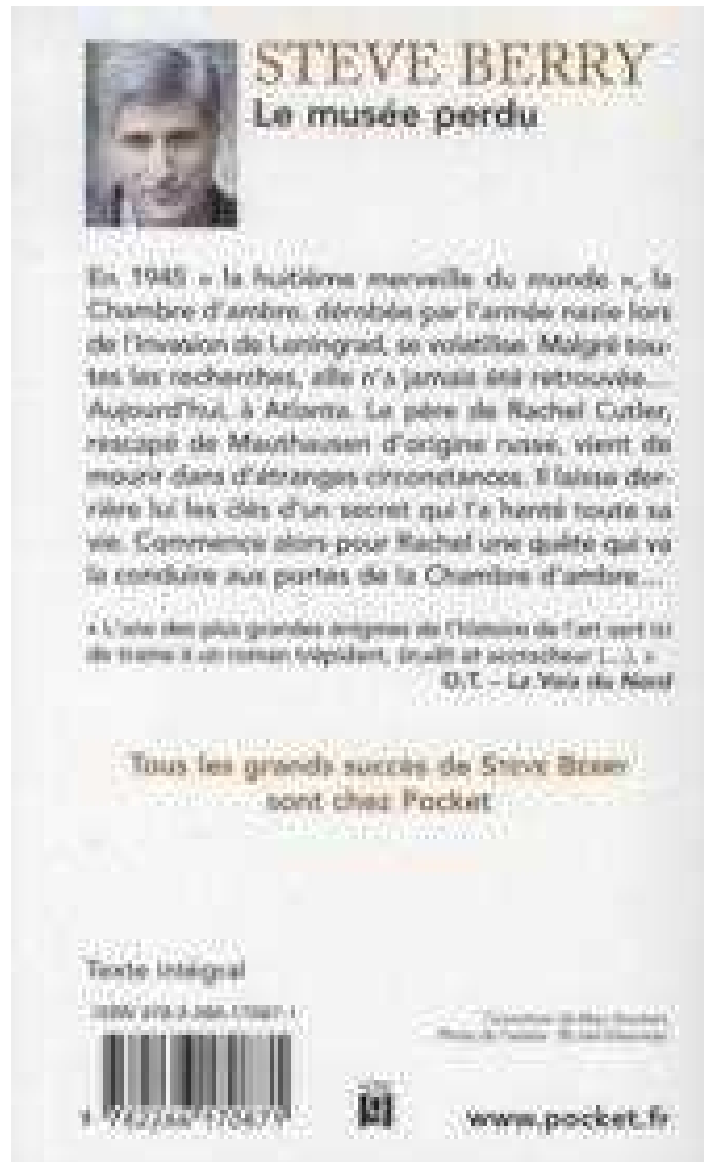 STEVE BERRY
Le musée perdu
En 1945 « la huitième merveille du monde », la
Chambre d'ambre, dérobée par l'armée nazie lors
de l'invasion de Leningrad, se volatilise. Malgré tou-
tes les recherches, elle n'a jamais été retrouvée...
Aujourd'hui, à Atlanta. Le père de Rachel Cutler,
rescapé de Mauthausen d'origine russe, vient de
mourir dans d'étranges circonstances. Il laisse der-
rière lui les clés d'un secret qui l'a hanté toute sa
vie. Commence alors pour Rachel une quête qui va
la conduire aux portes de la Chambre d'ambre...
« L'une des plus grandes énigmes de l'histoire de l'art sert ici
de trame à un roman trépidant, érudit et accrocheur (...). »
D.T. – La Voix du Nord
Tous les grands succès de STEVE BERRY
sont chez Pocket
Texte intégral
ISBN
www.pocket.fr